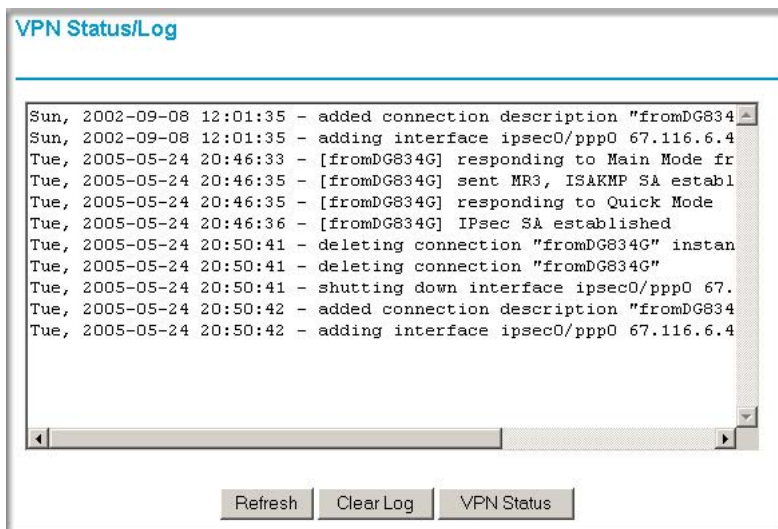 VPN Status/Log
Sun, 2002-09-08 12:01:35 - added connection description "fromDG834
Sun, 2002-09-08 12:01:35 - adding interface ipsec0/ppp0 67.116.6.4
Tue, 2005-05-24 20:46:33 - [fromDG834G] responding to Main Mode fr
Tue, 2005-05-24 20:46:35 - [fromDG834G] sent MR3, ISAKMP SA establ
Tue, 2005-05-24 20:46:35 - [fromDG834G] responding to Quick Mode
Tue, 2005-05-24 20:46:36 - [fromDG834G] IPsec SA established
Tue, 2005-05-24 20:50:41 - deleting connection "fromDG834G" instan
Tue, 2005-05-24 20:50:41 - deleting connection "fromDG834G"
Tue, 2005-05-24 20:50:41 - shutting down interface ipsec0/ppp0 67.
Tue, 2005-05-24 20:50:42 - added connection description "fromDG834
Tue, 2005-05-24 20:50:42 - adding interface ipsec0/ppp0 67.116.6.4
Refresh Clear Log VPN Status